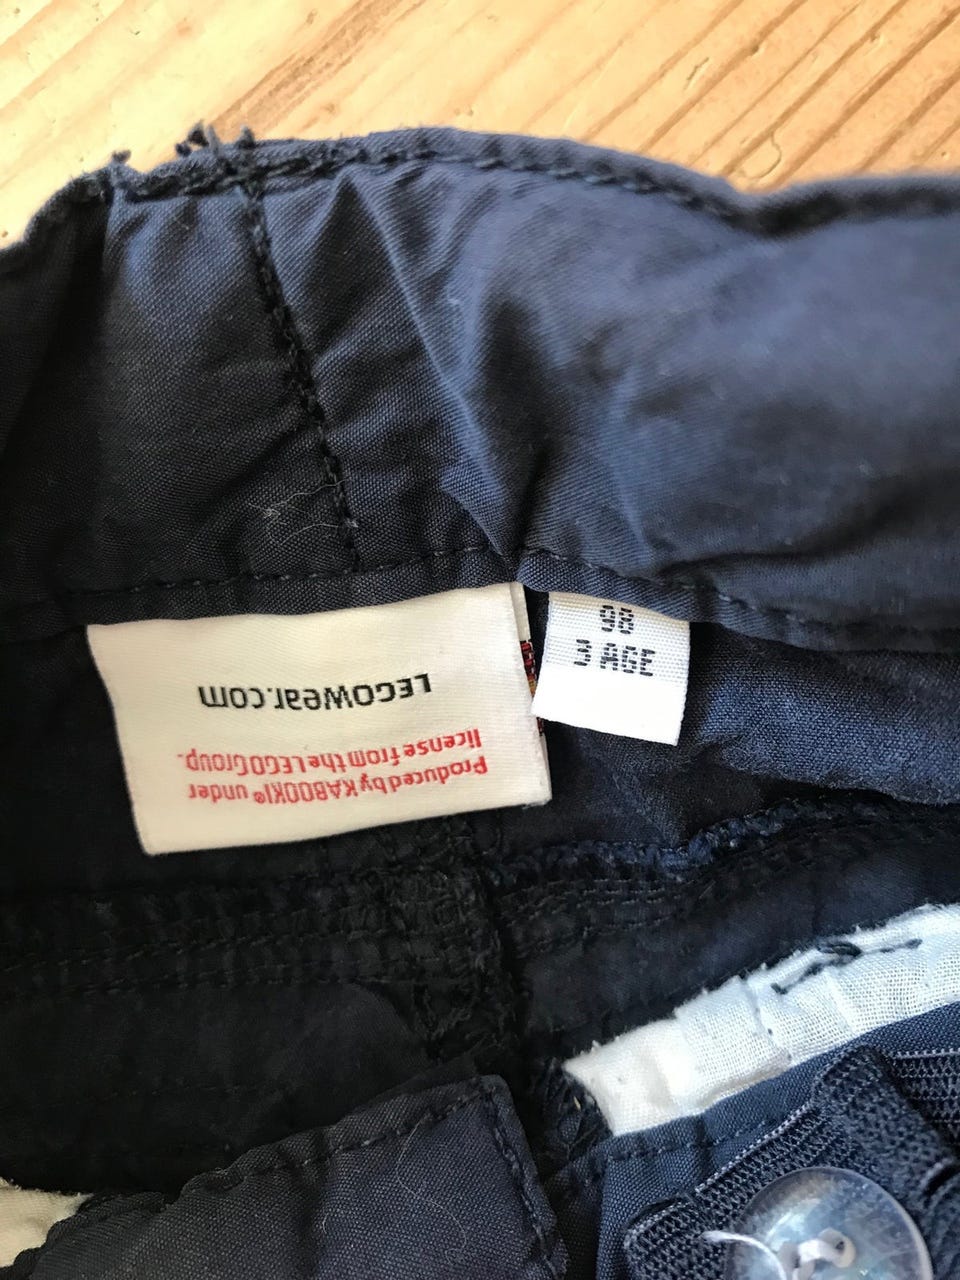 LEGOWear.com
Produced by KABOOKI® under
license from the LEGO Group.
98
3 AGE